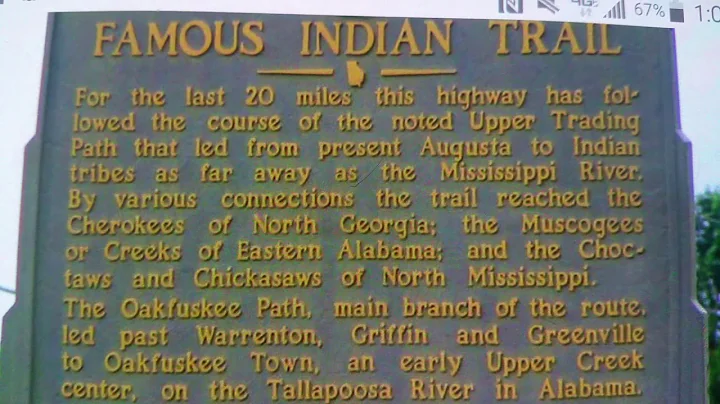 4G 67% 1:0
FAMOUS INDIAN TRAIL
For the last 20 miles this highway has fol-
lowed the course of the noted Upper Trading
Path that led from present Augusta to Indian
tribes as far away as the Mississippi River.
By various connections the trail reached the
Cherokees of North Georgia; the Muscogees
or Creeks of Eastern Alabama; and the Choc-
taws and Chickasaws of North Mississippi.
The Oakfuskee Path, main branch of the route,
led past Warrenton, Griffin and Greenville
to Oakfuskee Town, an early Upper Creek
center, on the Tallapoosa River in Alabama.